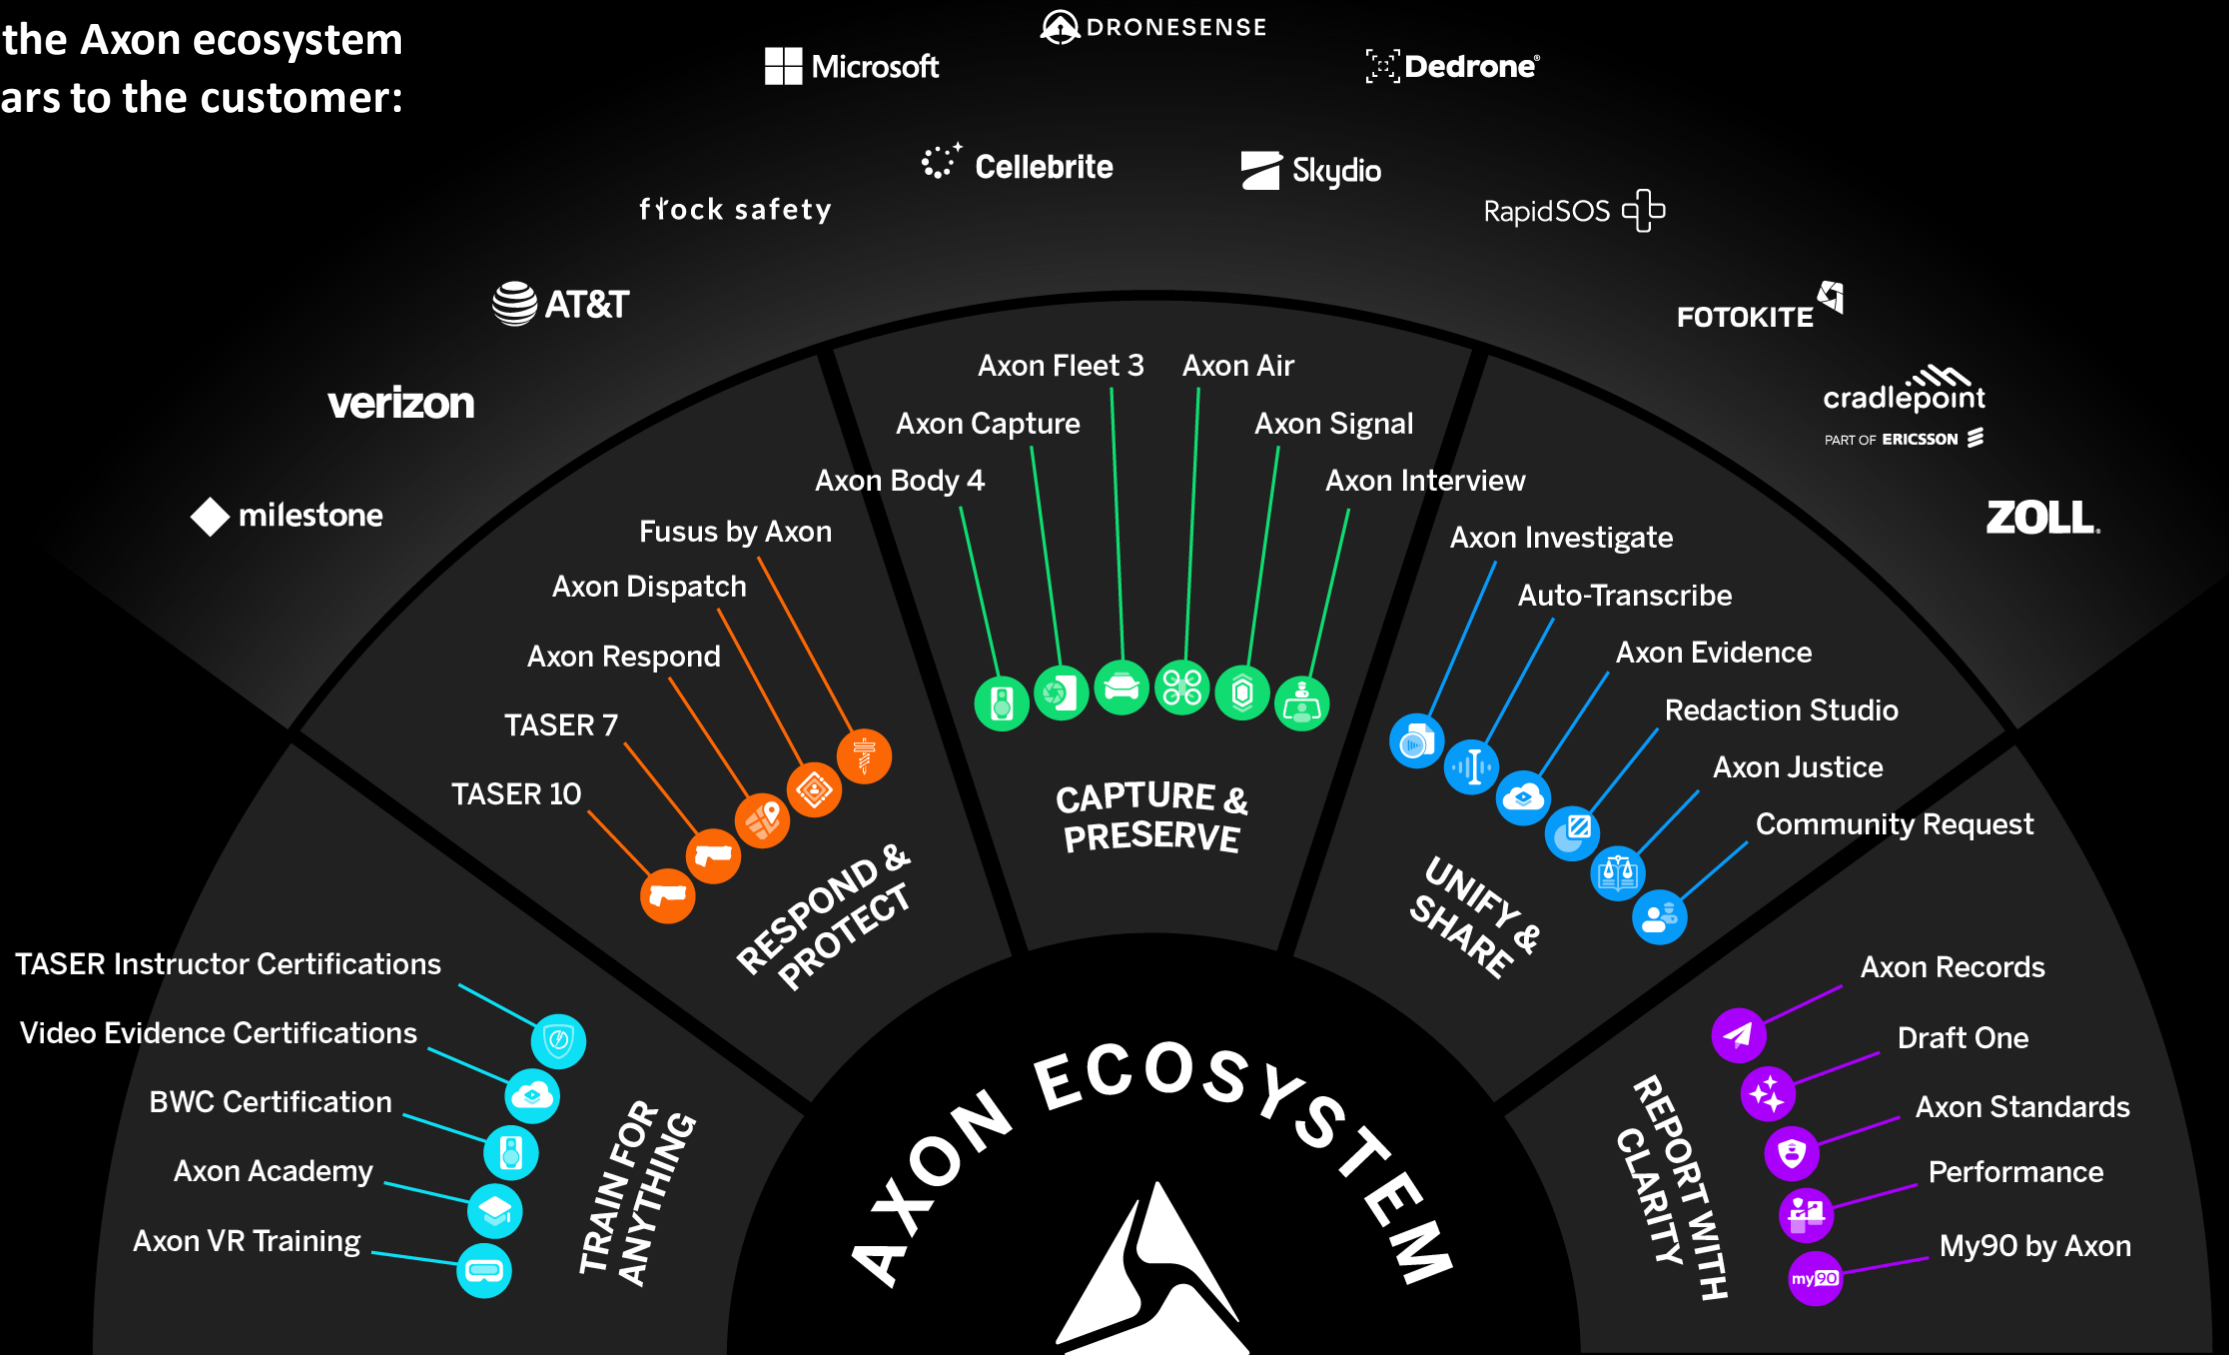 the Axon ecosystem
ars to the customer:
DRONESENSE
Microsoft
Dedrone®
Cellebrite
Skydio
flock safety
RapidSOS
AT&T
FOTOKITE
verizon
cradlepoint
PART OF ERICSSON
milestone
ZOLL.
Axon Fleet 3
Axon Air
Axon Capture
Axon Signal
Axon Body 4
Axon Interview
Fusus by Axon
Axon Dispatch
Axon Respond
TASER 7
TASER 10
Axon Investigate
Auto-Transcribe
Axon Evidence
Redaction Studio
Axon Justice
Community Request
CAPTURE &
PRESERVE
RESPOND &
PROTECT
UNIFY &
SHARE
TASER Instructor Certifications
Video Evidence Certifications
BWC Certification
Axon Academy
Axon VR Training
TRAIN FOR
ANYTHING
Axon Records
Draft One
Axon Standards
Performance
My90 by Axon
my90
REPORT WITH
CLARITY
AXON ECOSYSTEM